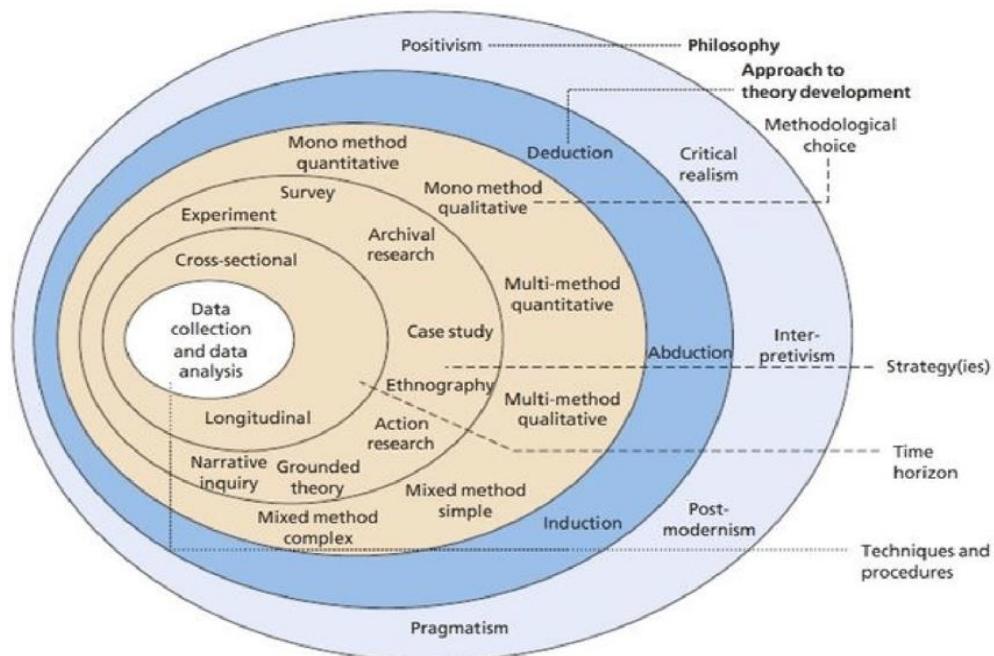 Positivism
Philosophy
Approach to
theory development
Methodological
choice
Mono method
quantitative
Deduction
Critical
realism
Survey
Mono method
qualitative
Experiment
Archival
research
Cross-sectional
Multi-method
quantitative
Data
collection
and data
analysis
Case study
Abduction
Inter-
pretivism
Strategy(ies)
Ethnography
Multi-method
qualitative
Longitudinal
Action
research
Time
horizon
Narrative
inquiry
Grounded
theory
Mixed method
simple
Mixed method
complex
Induction
Post-
modernism
Techniques and
procedures
Pragmatism